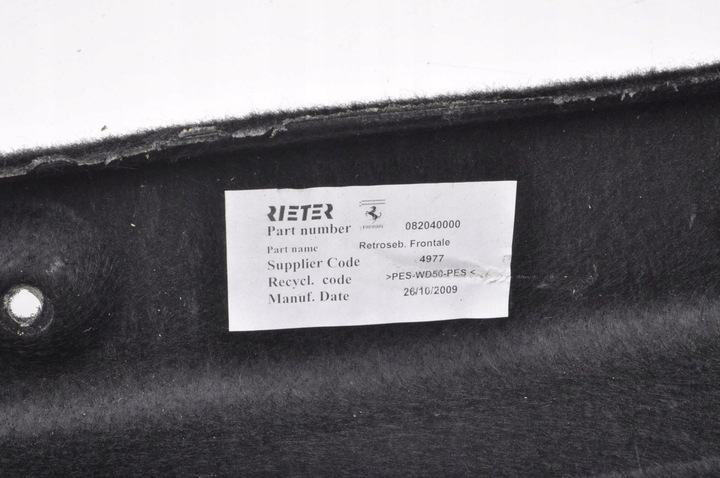 RIETER
Part number 082040000
Part name Retroseb. Frontale
Supplier Code 4977
Recycl. code >PES-WD50-PES<
Manuf. Date 26/10/2009